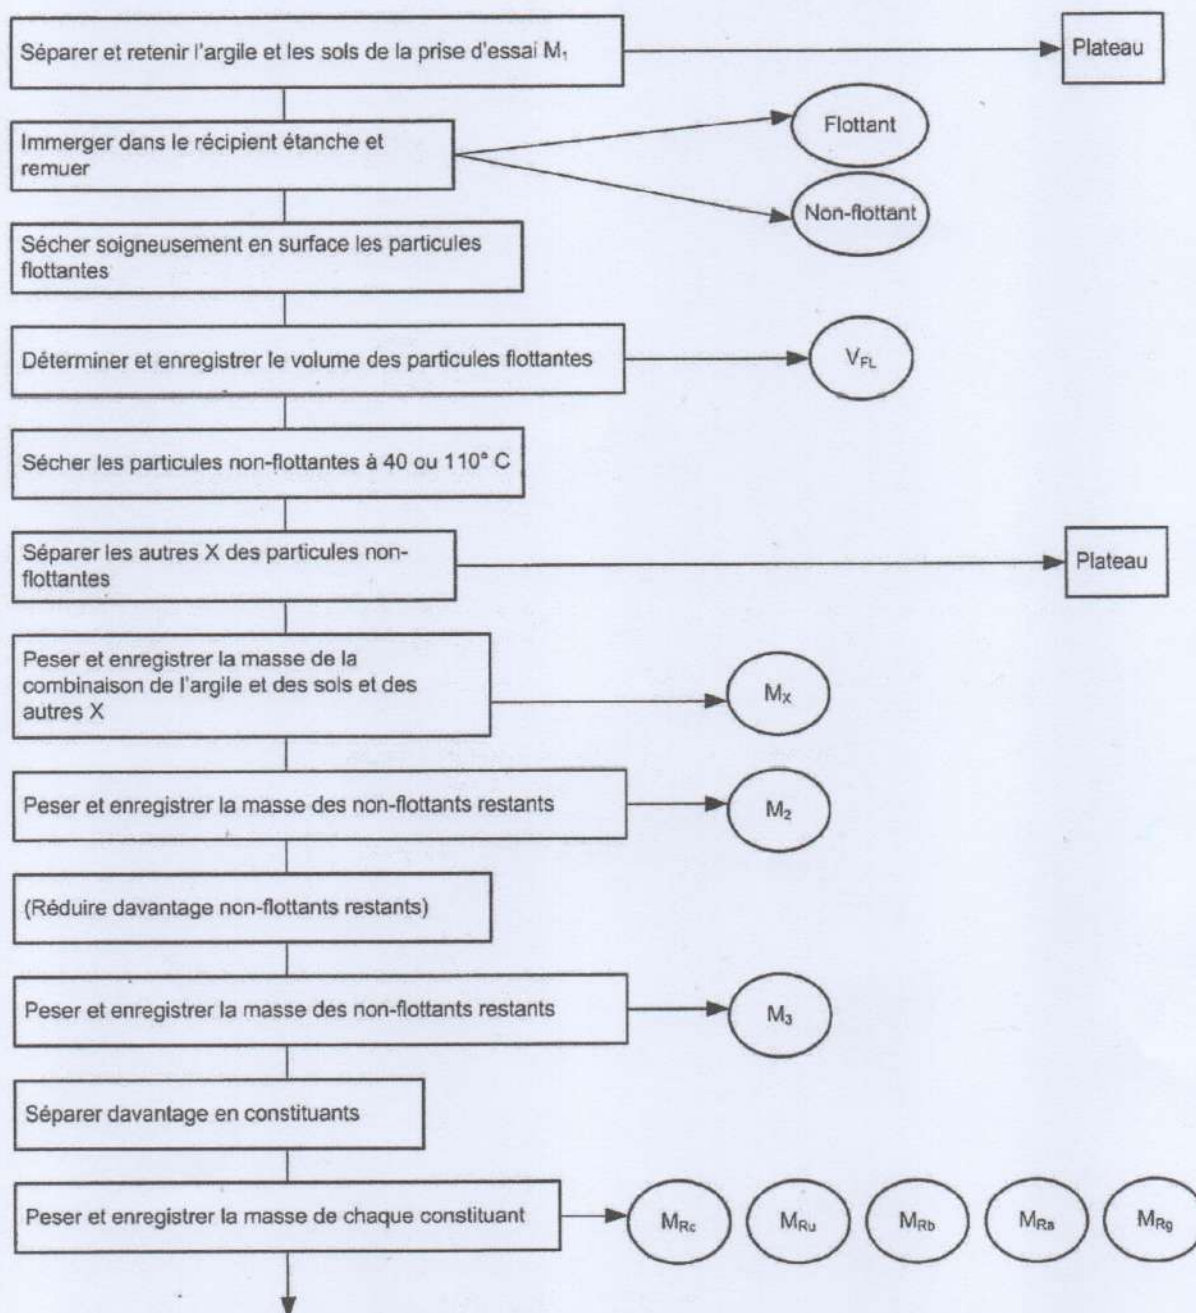 Séparer et retenir l'argile et les sols de la prise d'essai M₁
Plateau
Immerger dans le récipient étanche et
remuer
Flottant
Non-flottant
Sécher soigneusement en surface les particules
flottantes
Déterminer et enregistrer le volume des particules flottantes
V_FL
Sécher les particules non-flottantes à 40 ou 110° C
Séparer les autres X des particules non-
flottantes
Plateau
Peser et enregistrer la masse de la
combinaison de l'argile et des sols et des
autres X
M_X
Peser et enregistrer la masse des non-flottants restants
M₂
(Réduire davantage non-flottants restants)
Peser et enregistrer la masse des non-flottants restants
M₃
Séparer davantage en constituants
Peser et enregistrer la masse de chaque constituant
M_Rc M_Ru M_Rb M_Ra M_Rg